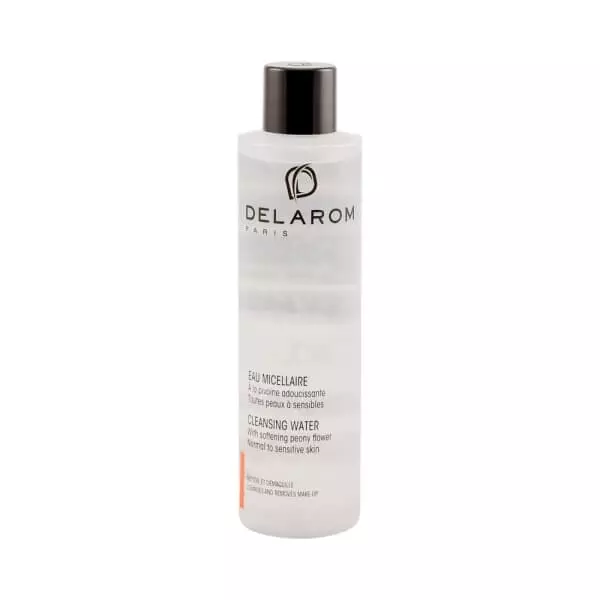 DELAROM
PARIS
EAU MICELLAIRE
A la pivoine adoucissante
Toutes peaux à sensibles
CLEANSING WATER
With softening peony flower
Normal to sensitive skin
NETTOIE ET DÉMAQUILLE
CLEANSES AND REMOVES MAKE-UP